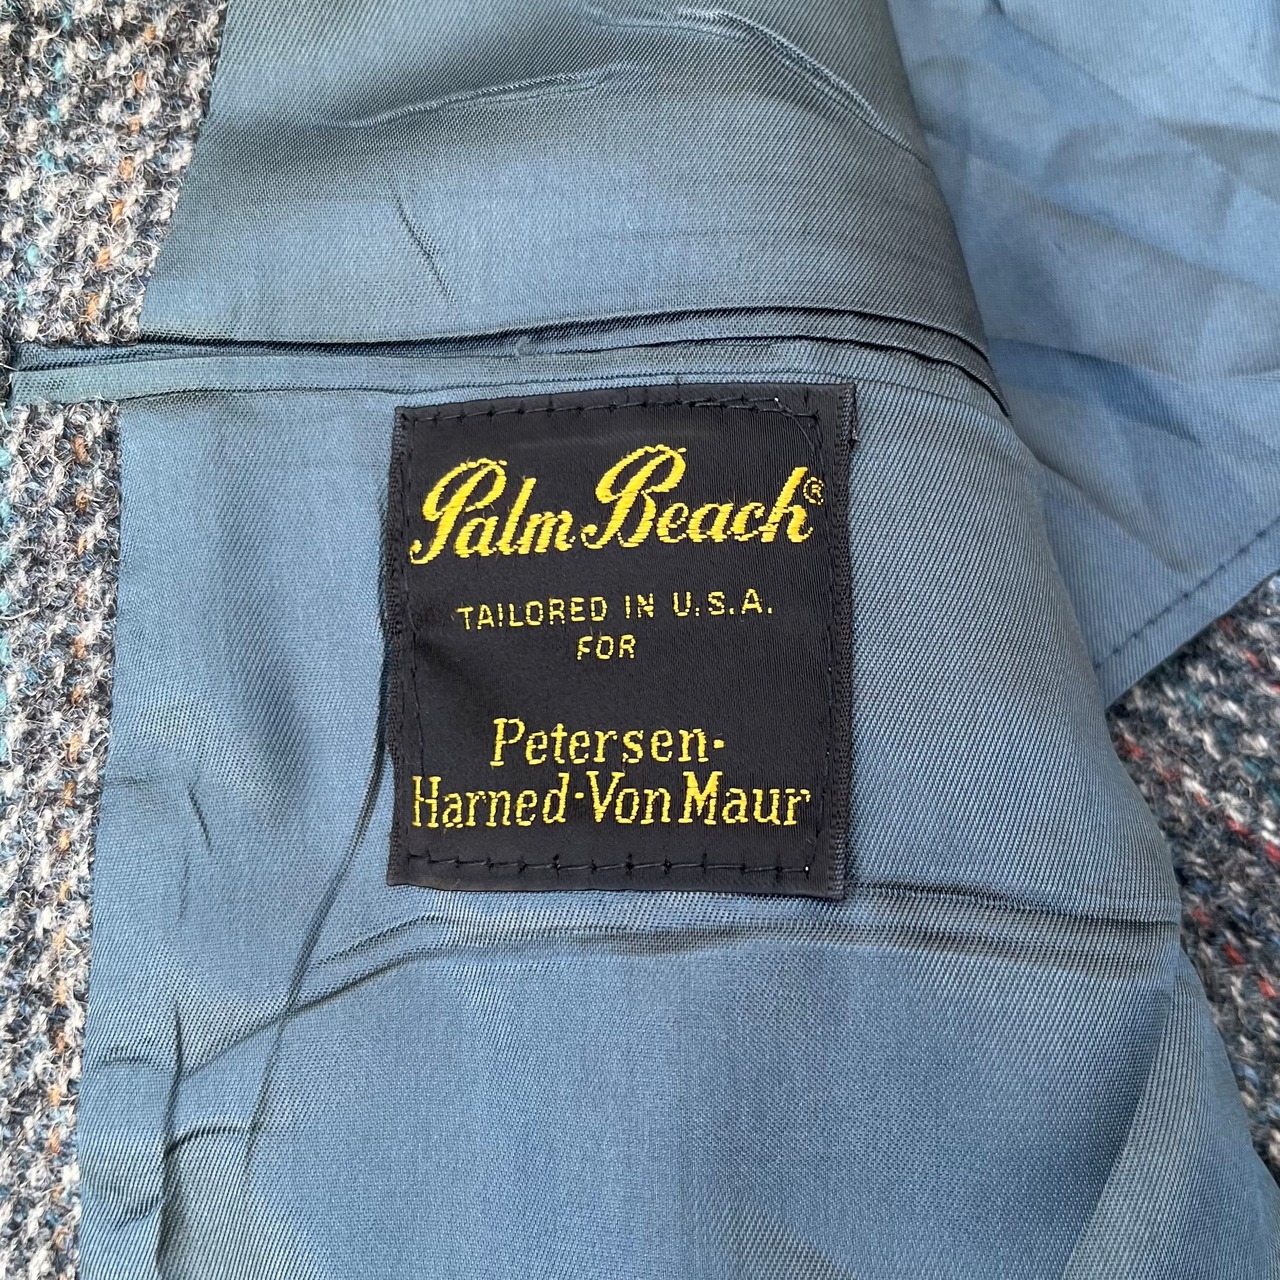 Palm Beach®
TAILORED IN U.S.A.
FOR
Petersen·
Harned·Von Maur